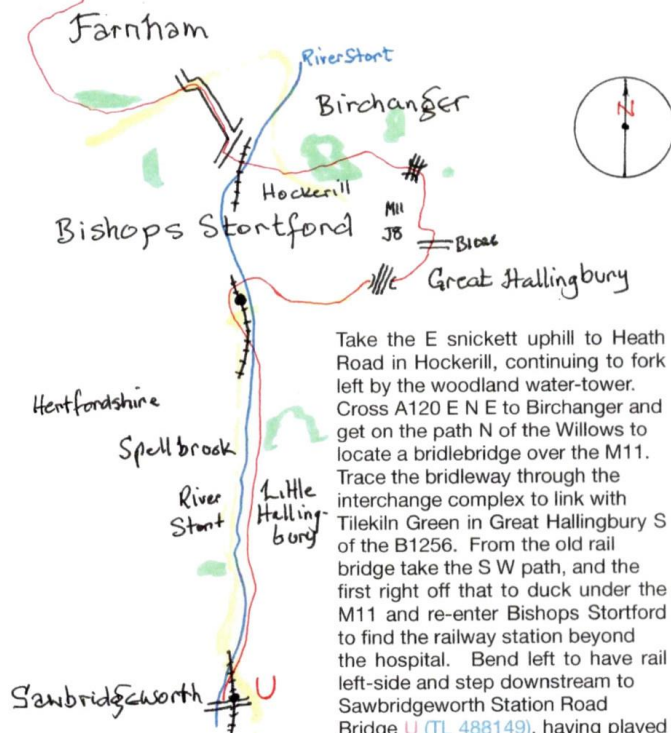 Farnham
River Stort
Birchanger
N
Hockerill
Bishops Stortford
M11
J8
B1256
Great Hallingbury
Take the E snickett uphill to Heath
Road in Hockerill, continuing to fork
left by the woodland water-tower.
Cross A120 E N E to Birchanger and
get on the path N of the Willows to
locate a bridlebridge over the M11.
Trace the bridleway through the
interchange complex to link with
Tilekiln Green in Great Hallingbury S
of the B1256. From the old rail
bridge take the S W path, and the
first right off that to duck under the
M11 and re-enter Bishops Stortford
to find the railway station beyond
the hospital. Bend left to have rail
left-side and step downstream to
Sawbridgeworth Station Road
Bridge U (TL 488149), having played
Hertfordshire
Spellbrook
River
Stort
Little
Halling-
bury
Sawbridgeworth
U